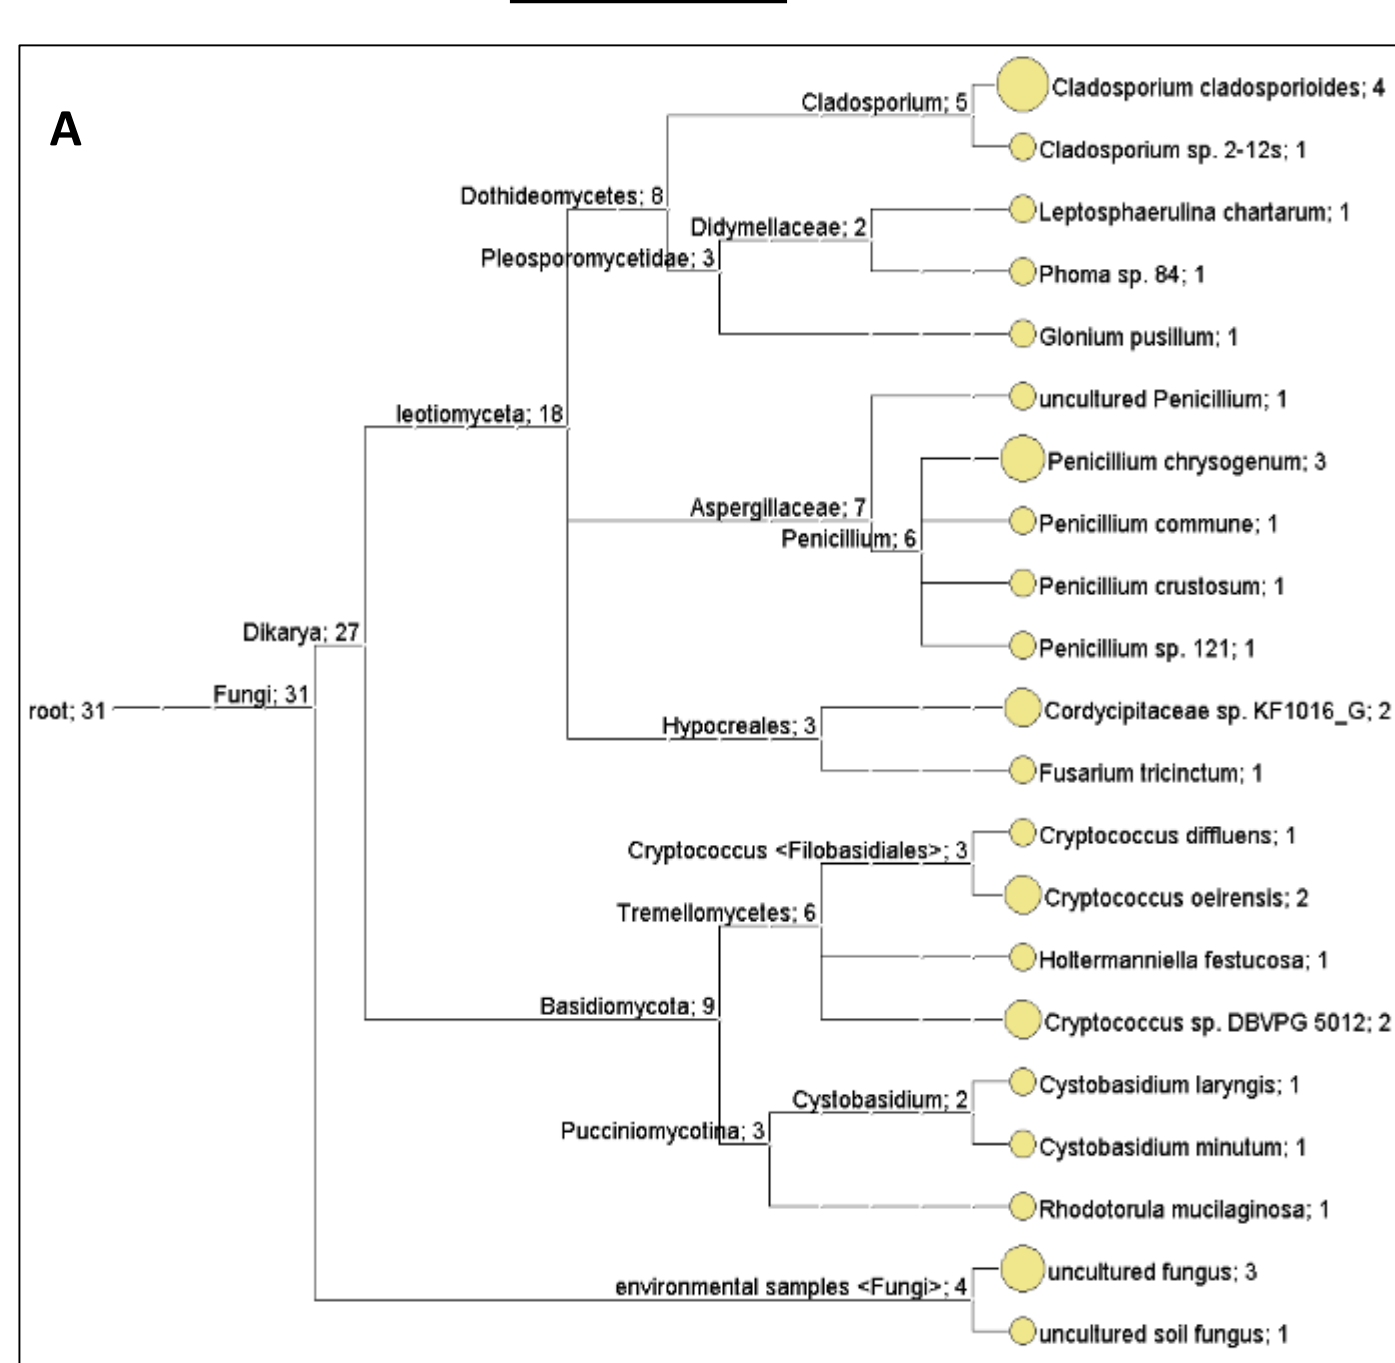 A
Cladosporium; 5
Cladosporium cladosporioides; 4
Cladosporium sp. 2-12s; 1
Dothideomycetes; 8
Leptosphaerulina chartarum; 1
Didymellaceae; 2
Pleosporomycetidae; 3
Phoma sp. 84; 1
Glonium pusillum; 1
uncultured Penicillium; 1
leotiomyceta; 18
Penicillium chrysogenum; 3
Aspergillaceae; 7
Penicillium commune; 1
Penicillium; 6
Penicillium crustosum; 1
Dikarya; 27
Penicillium sp. 121; 1
Fungi; 31
root; 31
Cordycipitaceae sp. KF1016_G; 2
Hypocreales; 3
Fusarium tricinctum; 1
Cryptococcus diffluens; 1
Cryptococcus <Filobasidiales>; 3
Cryptococcus oeirensis; 2
Tremellomycetes; 6
Holtermanniella festucosa; 1
Basidiomycota; 9
Cryptococcus sp. DBVPG 5012; 2
Cystobasidium laryngis; 1
Cystobasidium; 2
Pucciniomycotina; 3
Cystobasidium minutum; 1
Rhodotorula mucilaginosa; 1
uncultured fungus; 3
environmental samples <Fungi>; 4
uncultured soil fungus; 1